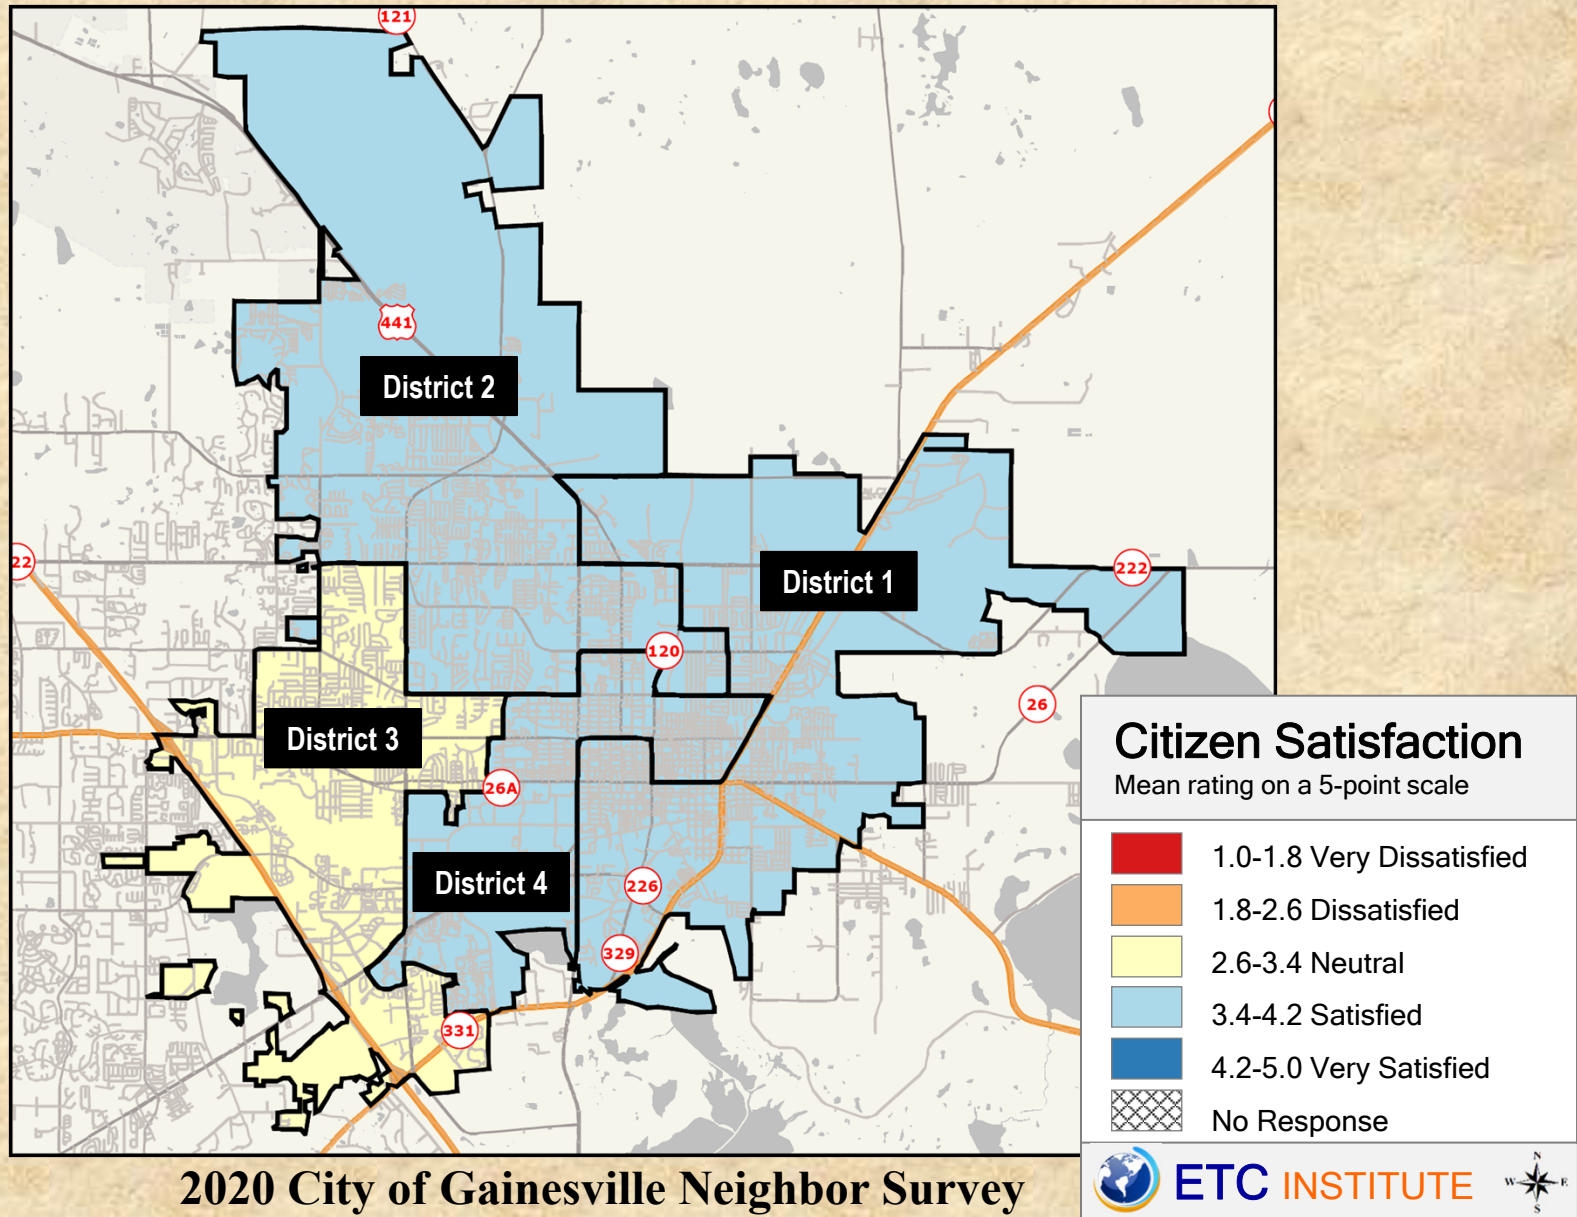 121
441
District 2
District 1
222
22
120
26
District 3
26A
District 4
226
329
331
Citizen Satisfaction
Mean rating on a 5-point scale
1.0-1.8 Very Dissatisfied
1.8-2.6 Dissatisfied
2.6-3.4 Neutral
3.4-4.2 Satisfied
4.2-5.0 Very Satisfied
No Response
2020 City of Gainesville Neighbor Survey
ETC INSTITUTE
N
W E
S